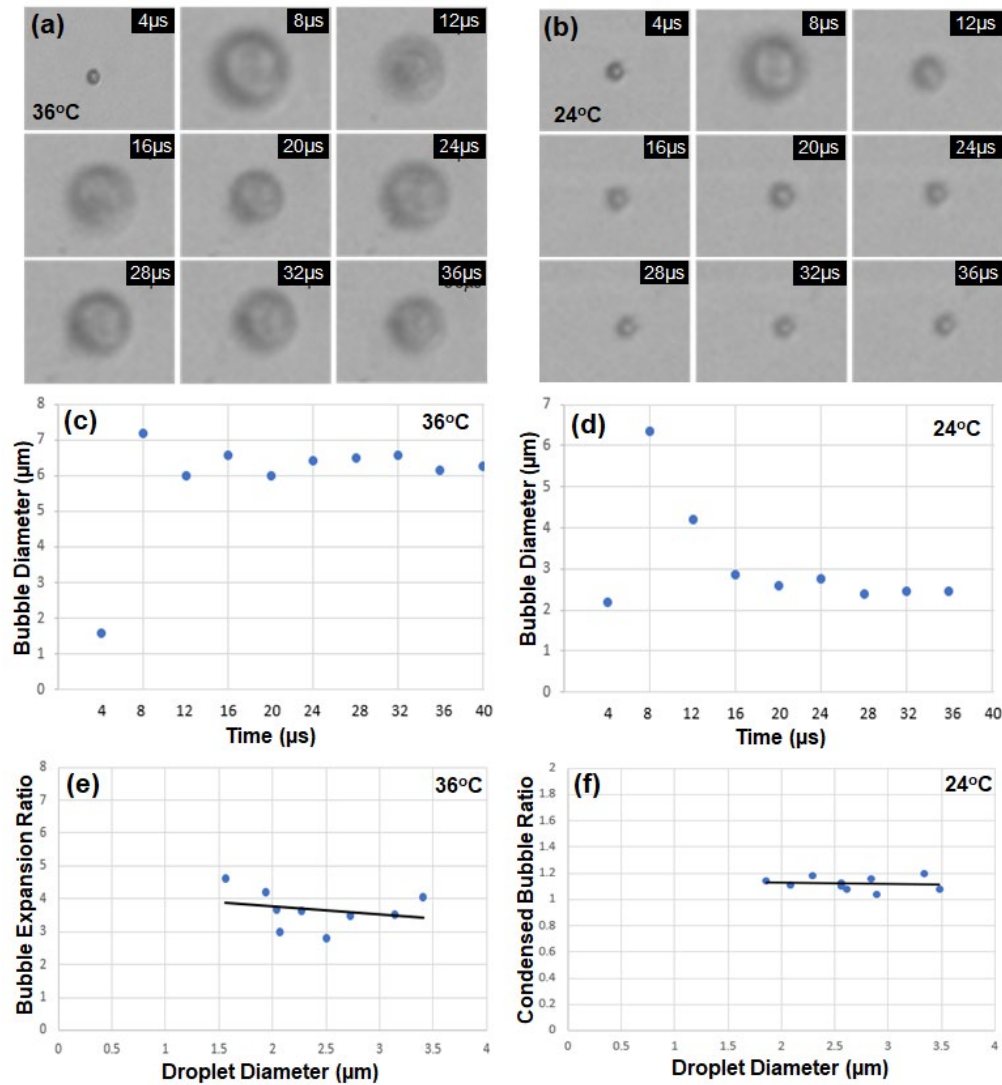 (a) 4µs 8µs 12µs
36°C
16µs 20µs 24µs
28µs 32µs 36µs
(b) 4µs 8µs 12µs
24°C
16µs 20µs 24µs
28µs 32µs 36µs
(c) 36°C
Bubble Diameter (µm)
8
7
6
5
4
3
2
1
0
4 8 12 16 20 24 28 32 36 40
Time (µs)
(d) 24°C
Bubble Diameter (µm)
7
6
5
4
3
2
1
0
4 8 12 16 20 24 28 32 36 40
Time (µs)
(e) 36°C
Bubble Expansion Ratio
8
7
6
5
4
3
2
1
0
0 0.5 1 1.5 2 2.5 3 3.5 4
Droplet Diameter (µm)
(f) 24°C
Condensed Bubble Ratio
2
1.8
1.6
1.4
1.2
1
0.8
0.6
0.4
0.2
0
0 0.5 1 1.5 2 2.5 3 3.5 4
Droplet Diameter (µm)